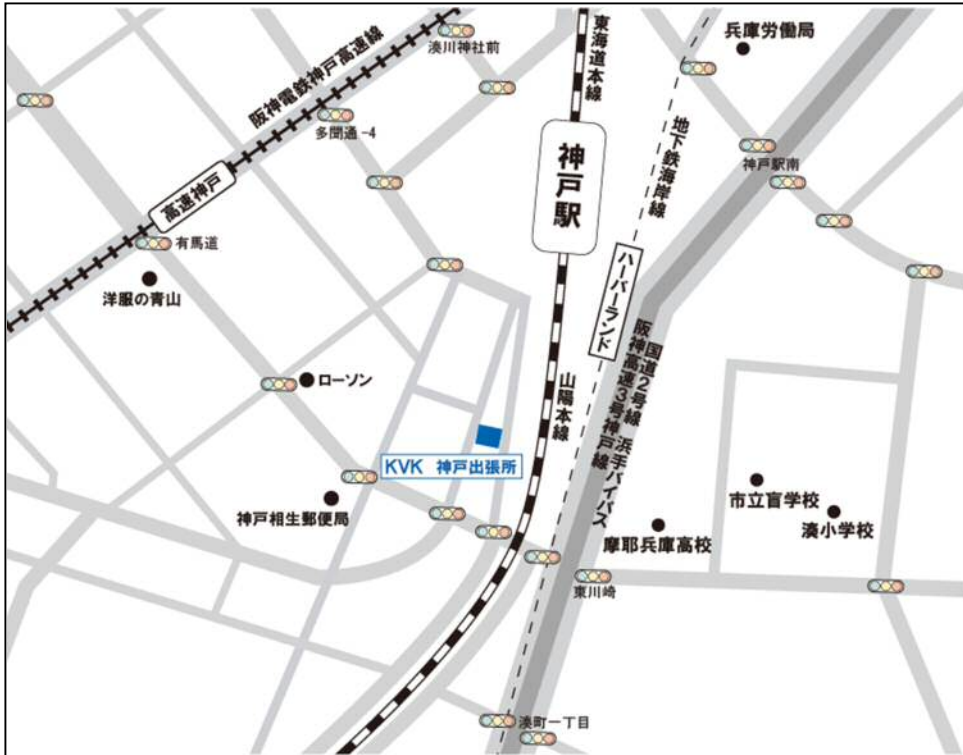 湊川神社前
東海道本線
兵庫労働局
阪神電鉄神戸高速線
多聞通-4
地下鉄海岸線
神戸駅南
神戸駅
高速神戸
有馬道
洋服の青山
ハーバーランド
国道2号線 浜手バイパス
阪神高速3号神戸線
山陽本線
ローソン
KVK 神戸出張所
神戸相生郵便局
市立盲学校
湊小学校
摩耶兵庫高校
東川崎
湊町一丁目